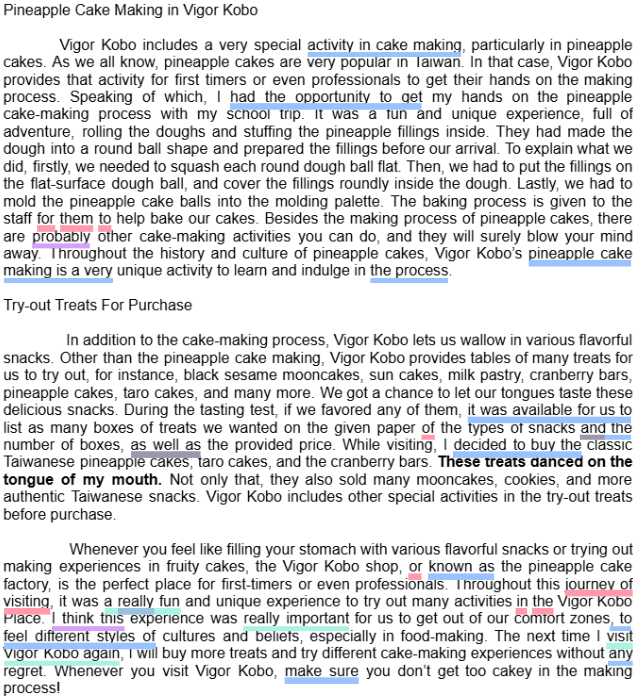 Pineapple Cake Making in Vigor Kobo
Vigor Kobo includes a very special activity in cake making, particularly in pineapple
cakes. As we all know, pineapple cakes are very popular in Taiwan. In that case, Vigor Kobo
provides that activity for first timers or even professionals to get their hands on the making
process. Speaking of which, I had the opportunity to get my hands on the pineapple
cake-making process with my school trip. It was a fun and unique experience, full of
adventure, rolling the doughs and stuffing the pineapple fillings inside. They had made the
dough into a round ball shape and prepared the fillings before our arrival. To explain what we
did, firstly, we needed to squash each round dough ball flat. Then, we had to put the fillings on
the flat-surface dough ball, and cover the fillings roundly inside the dough. Lastly, we had to
mold the pineapple cake balls into the molding palette. The baking process is given to the
staff for them to help bake our cakes. Besides the making process of pineapple cakes, there
are probably other cake-making activities you can do, and they will surely blow your mind
away. Throughout the history and culture of pineapple cakes, Vigor Kobo's pineapple cake
making is a very unique activity to learn and indulge in the process.
Try-out Treats For Purchase
In addition to the cake-making process, Vigor Kobo lets us wallow in various flavorful
snacks. Other than the pineapple cake making, Vigor Kobo provides tables of many treats for
us to try out, for instance, black sesame mooncakes, sun cakes, milk pastry, cranberry bars,
pineapple cakes, taro cakes, and many more. We got a chance to let our tongues taste these
delicious snacks. During the tasting test, if we favored any of them, it was available for us to
list as many boxes of treats we wanted on the given paper of the types of snacks and the
number of boxes, as well as the provided price. While visiting, I decided to buy the classic
Taiwanese pineapple cakes, taro cakes, and the cranberry bars. These treats danced on the
tongue of my mouth. Not only that, they also sold many mooncakes, cookies, and more
authentic Taiwanese snacks. Vigor Kobo includes other special activities in the try-out treats
before purchase.
Whenever you feel like filling your stomach with various flavorful snacks or trying out
making experiences in fruity cakes, the Vigor Kobo shop, or known as the pineapple cake
factory, is the perfect place for first-timers or even professionals. Throughout this journey of
visiting, it was a really fun and unique experience to try out many activities in the Vigor Kobo
Place. I think this experience was really important for us to get out of our comfort zones, to
feel different styles of cultures and beliefs, especially in food-making. The next time I visit
Vigor Kobo again, I will buy more treats and try different cake-making experiences without any
regret. Whenever you visit Vigor Kobo, make sure you don't get too cakey in the making
process!